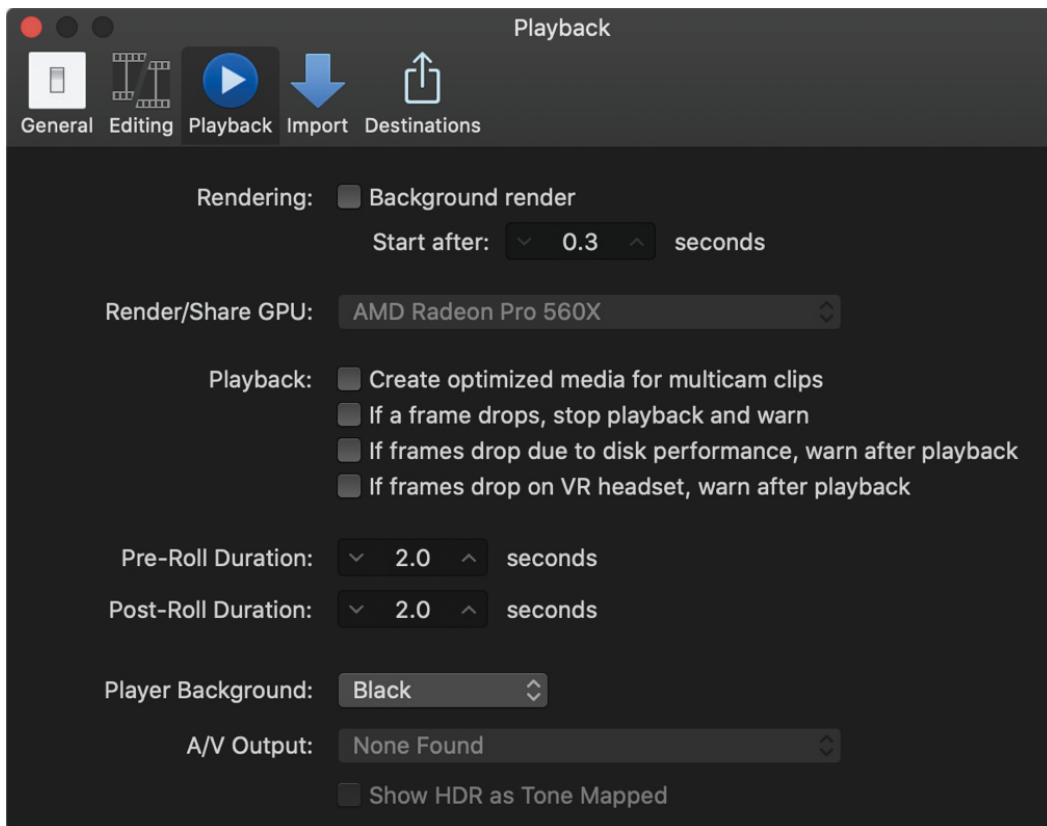 Playback
General Editing Playback Import Destinations
Rendering: Background render
Start after: 0.3 seconds
Render/Share GPU: AMD Radeon Pro 560X
Playback: Create optimized media for multicam clips
If a frame drops, stop playback and warn
If frames drop due to disk performance, warn after playback
If frames drop on VR headset, warn after playback
Pre-Roll Duration: 2.0 seconds
Post-Roll Duration: 2.0 seconds
Player Background: Black
A/V Output: None Found
Show HDR as Tone Mapped